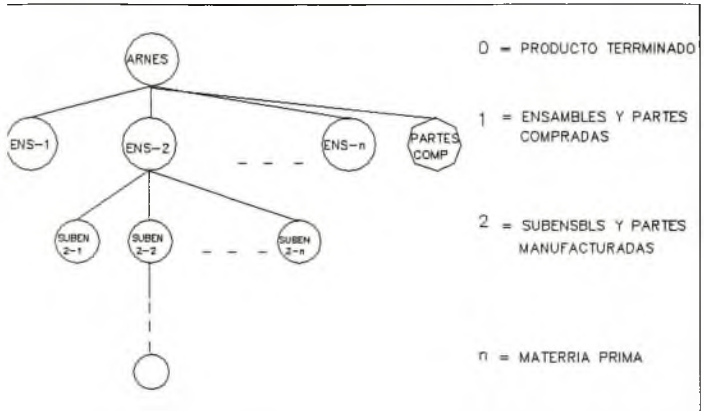 ARNES
O = PRODUCTO TERRMINADO
ENS-1
ENS-2
ENS-n
PARTES
COMP
1 = ENSAMBLES Y PARTES
COMPRADAS
SUBEN
2-1
SUBEN
2-2
SUBEN
2-n
2 = SUBENSBLS Y PARTES
MANUFACTURADAS
n = MATERRIA PRIMA